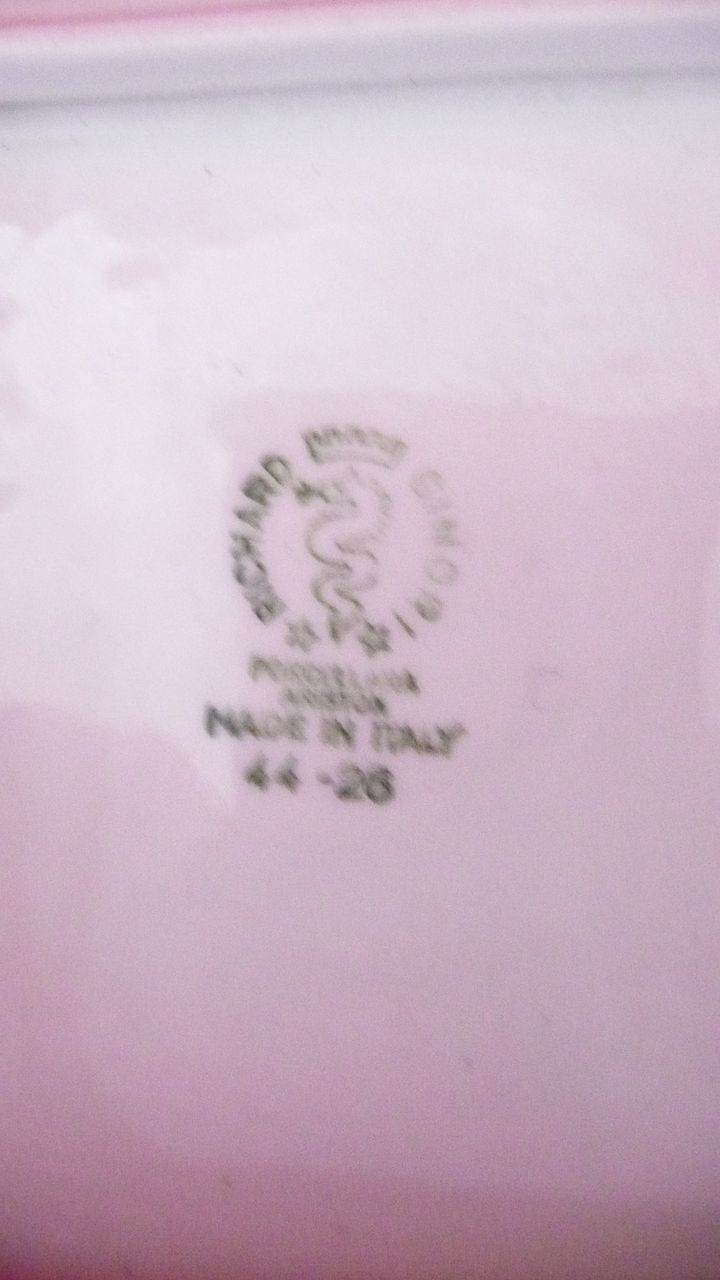 RICHARD GINORI
PORCELLANA
MADE IN ITALY
44-26